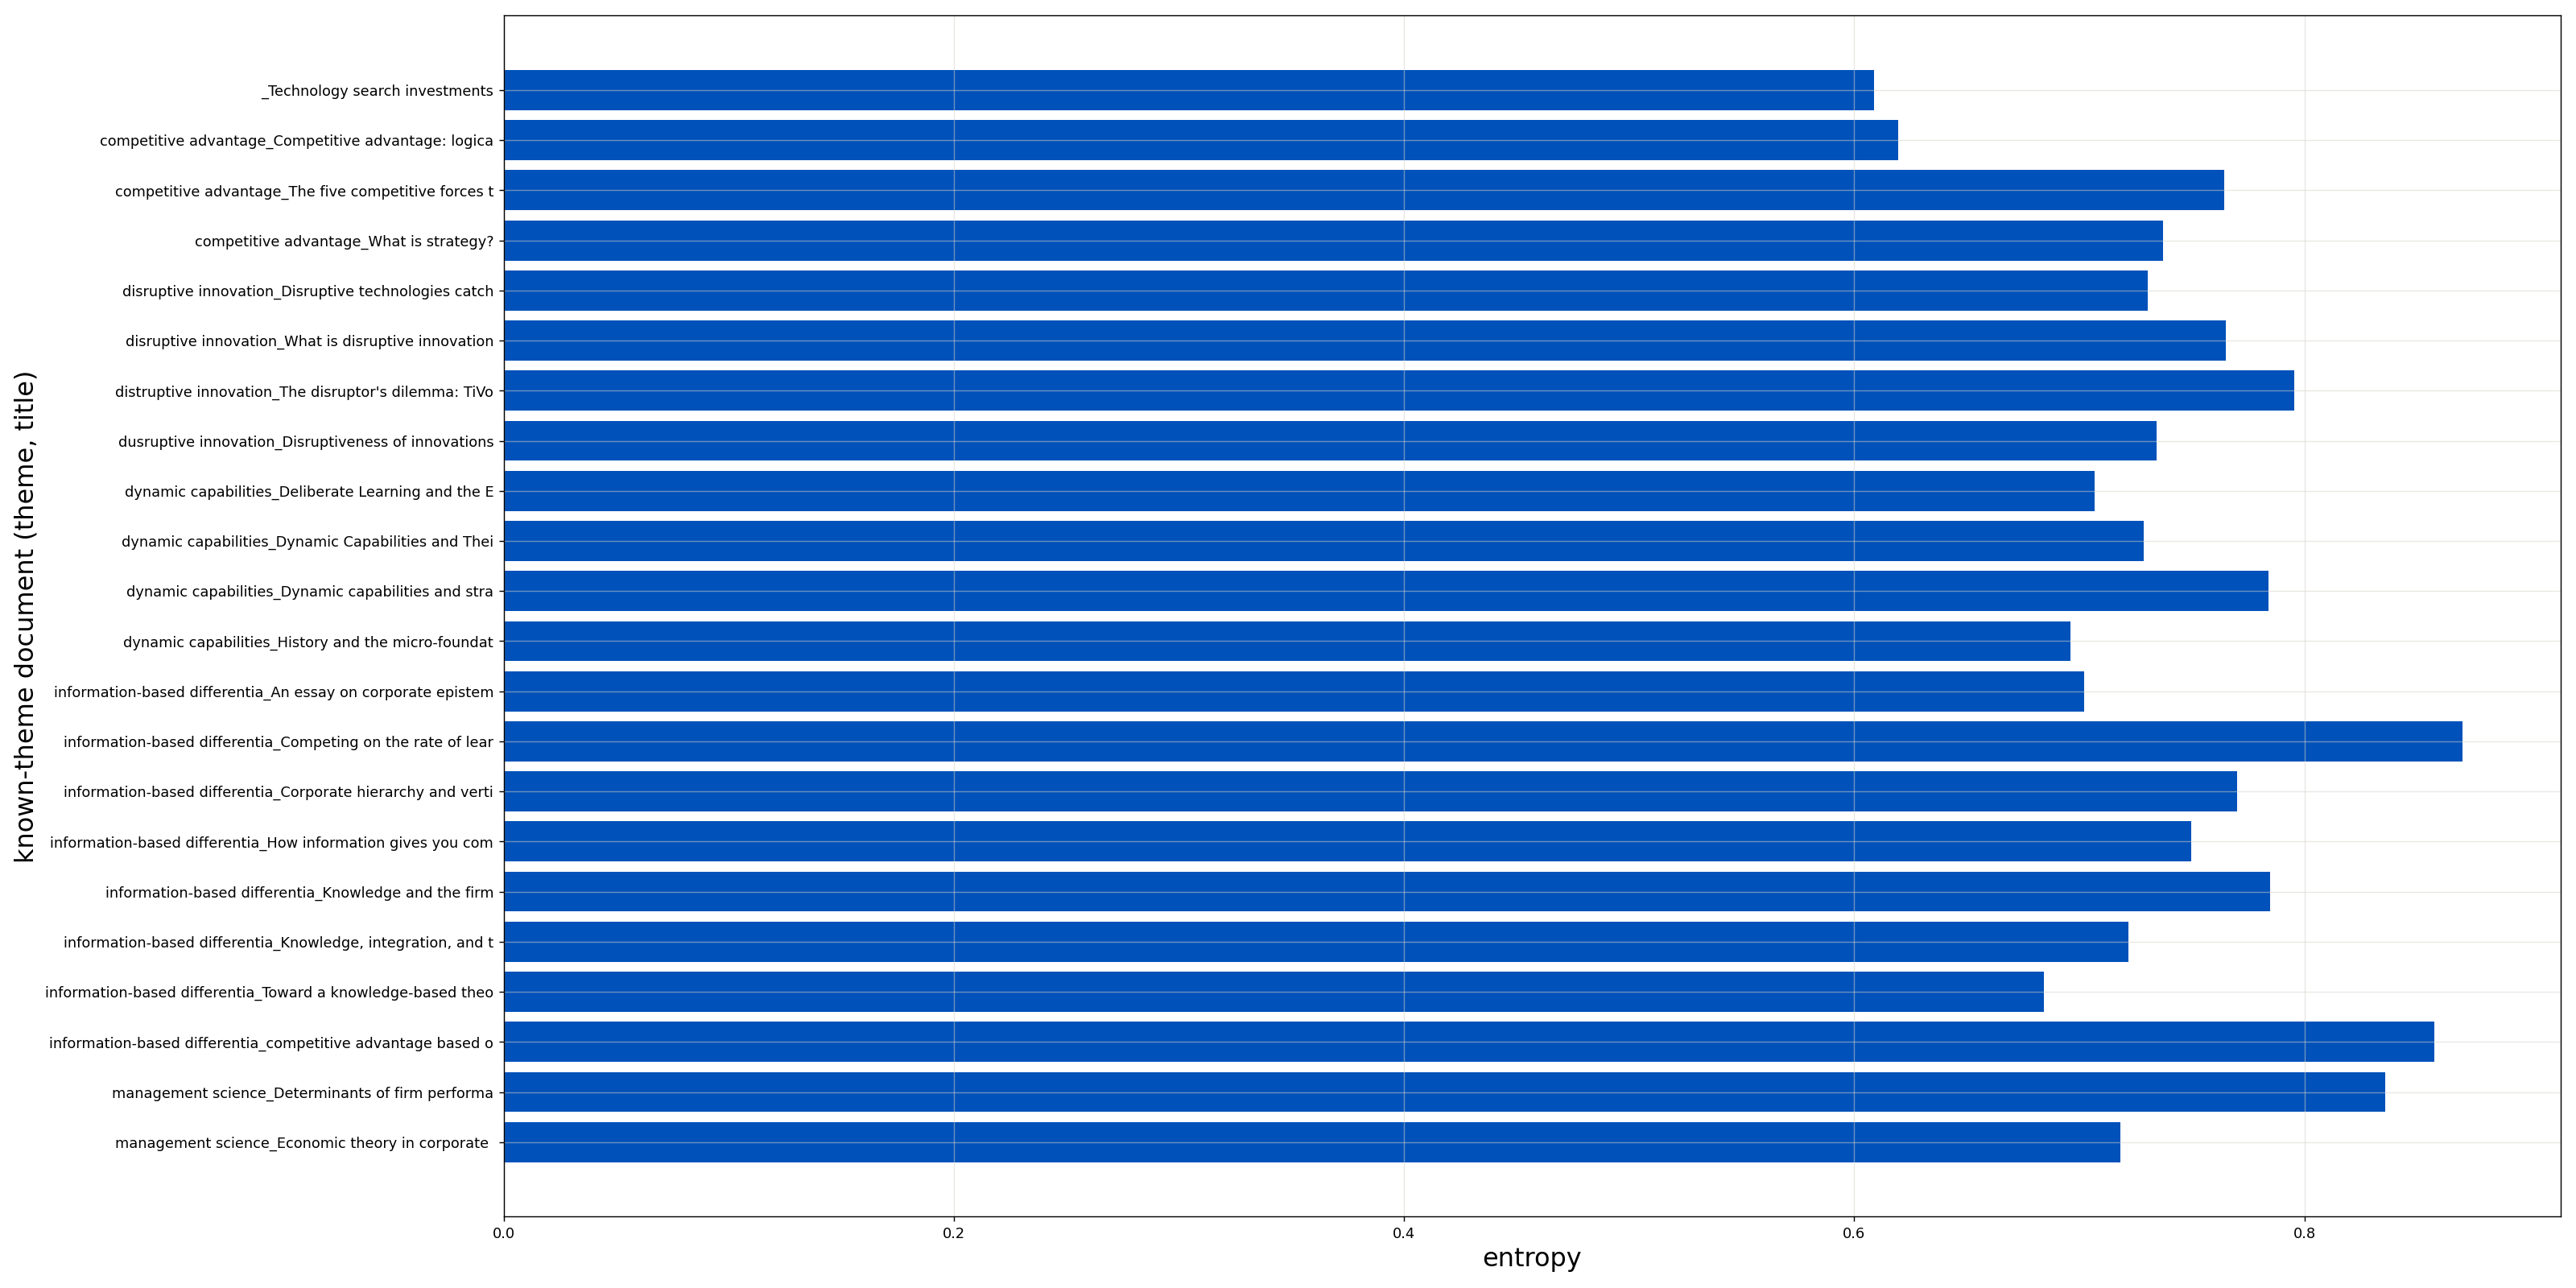 known-theme document (theme, title)
_Technology search investments
competitive advantage_Competitive advantage: logica
competitive advantage_The five competitive forces t
competitive advantage_What is strategy?
disruptive innovation_Disruptive technologies catch
disruptive innovation_What is disruptive innovation
distruptive innovation_The disruptor's dilemma: TiVo
dusruptive innovation_Disruptiveness of innovations
dynamic capabilities_Deliberate Learning and the E
dynamic capabilities_Dynamic Capabilities and Thei
dynamic capabilities_Dynamic capabilities and stra
dynamic capabilities_History and the micro-foundat
information-based differentia_An essay on corporate epistem
information-based differentia_Competing on the rate of lear
information-based differentia_Corporate hierarchy and verti
information-based differentia_How information gives you com
information-based differentia_Knowledge and the firm
information-based differentia_Knowledge, integration, and t
information-based differentia_Toward a knowledge-based theo
information-based differentia_competitive advantage based o
management science_Determinants of firm performa
management science_Economic theory in corporate
0.0 0.2 0.4 0.6 0.8
entropy